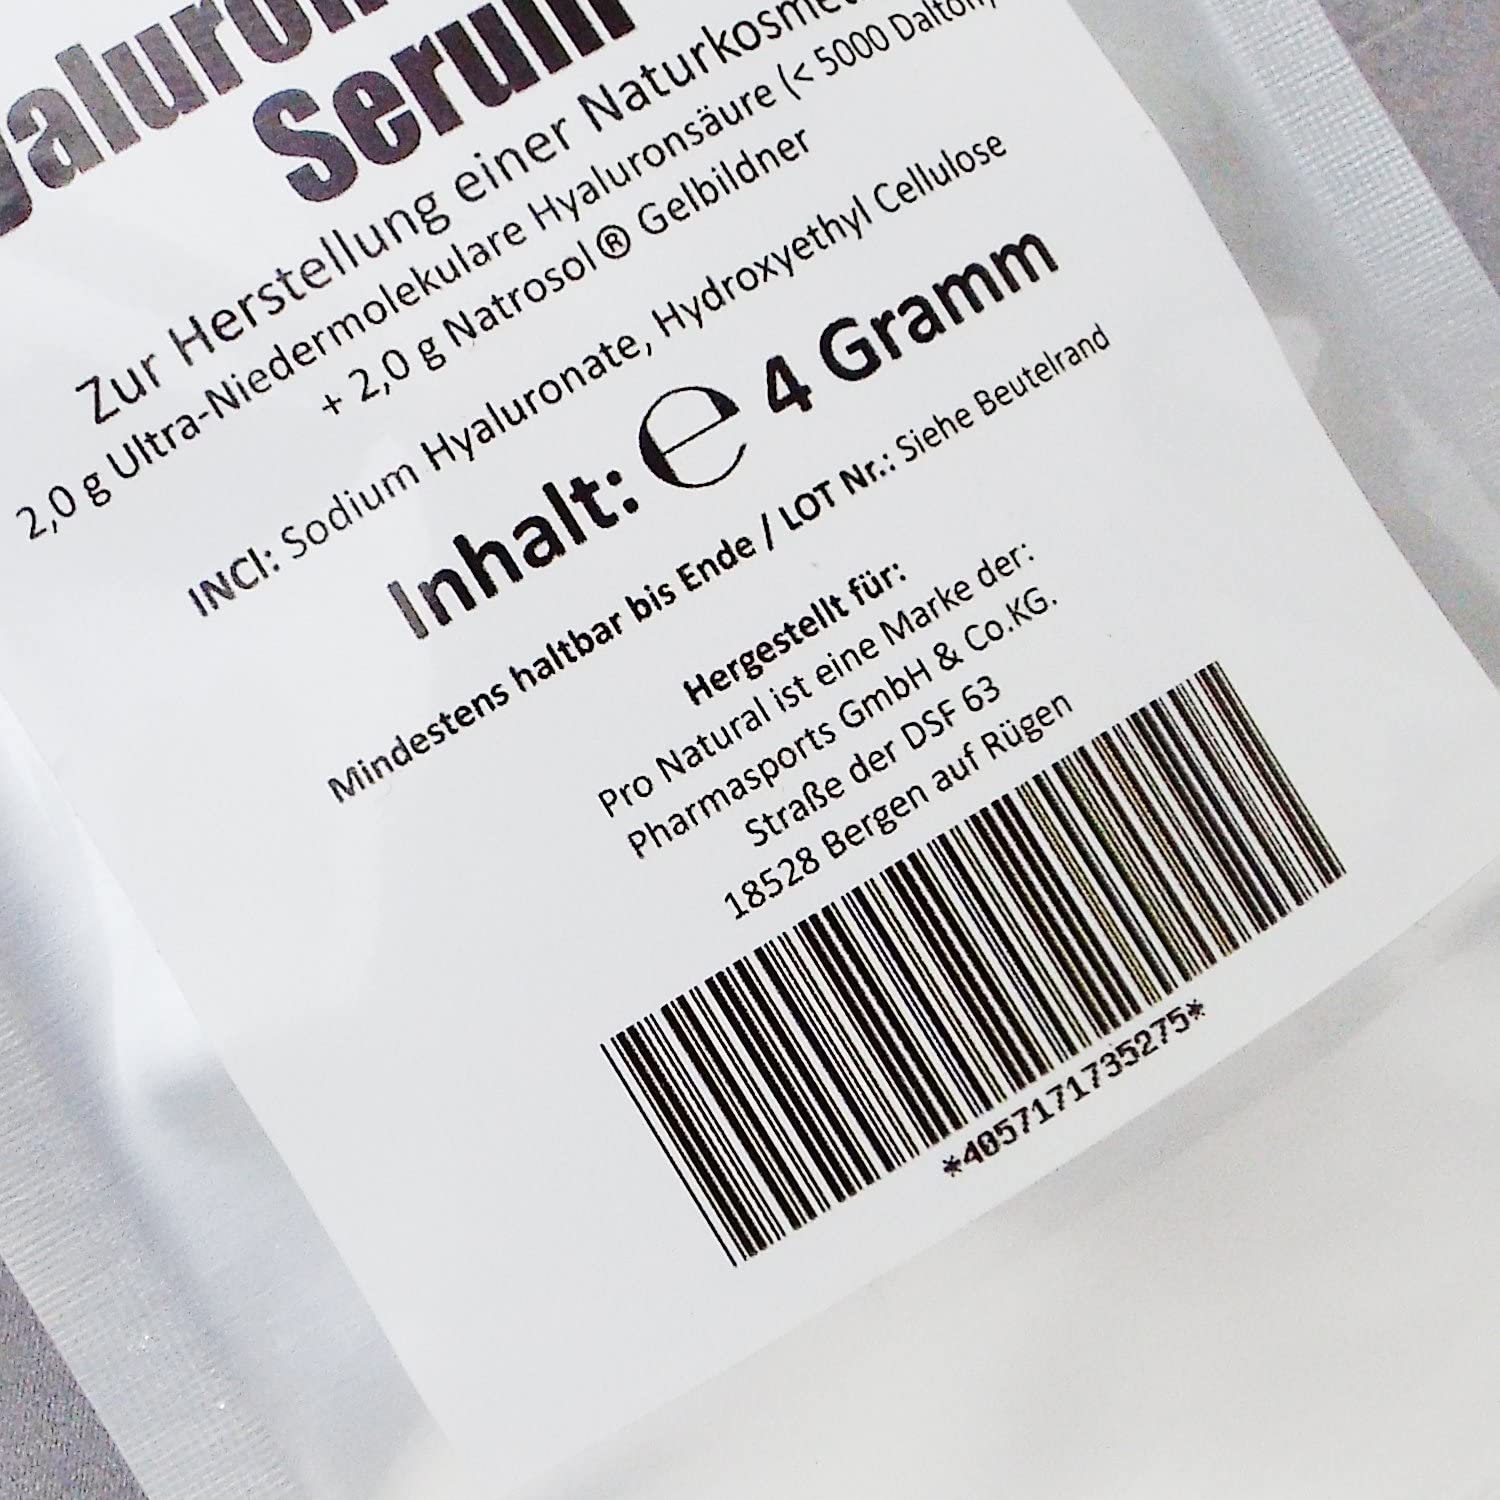 Serum
Zur Herstellung einer
2,0 g Ultra-Niedermolekulare Hyaluronsäure (< 5000 Dalton)
+ 2,0 g Natrosol® Gelbildner
INCI: Sodium Hyaluronate, Hydroxyethyl Cellulose
Inhalt: ℮ 4 Gramm
Mindestens haltbar bis Ende / LOT Nr.: Siehe Beutelrand
Hergestellt für:
Pro Natural ist eine Marke der:
Pharmasports GmbH & Co.KG.
Straße der DSF 63
18528 Bergen auf Rügen
*4057171735275*